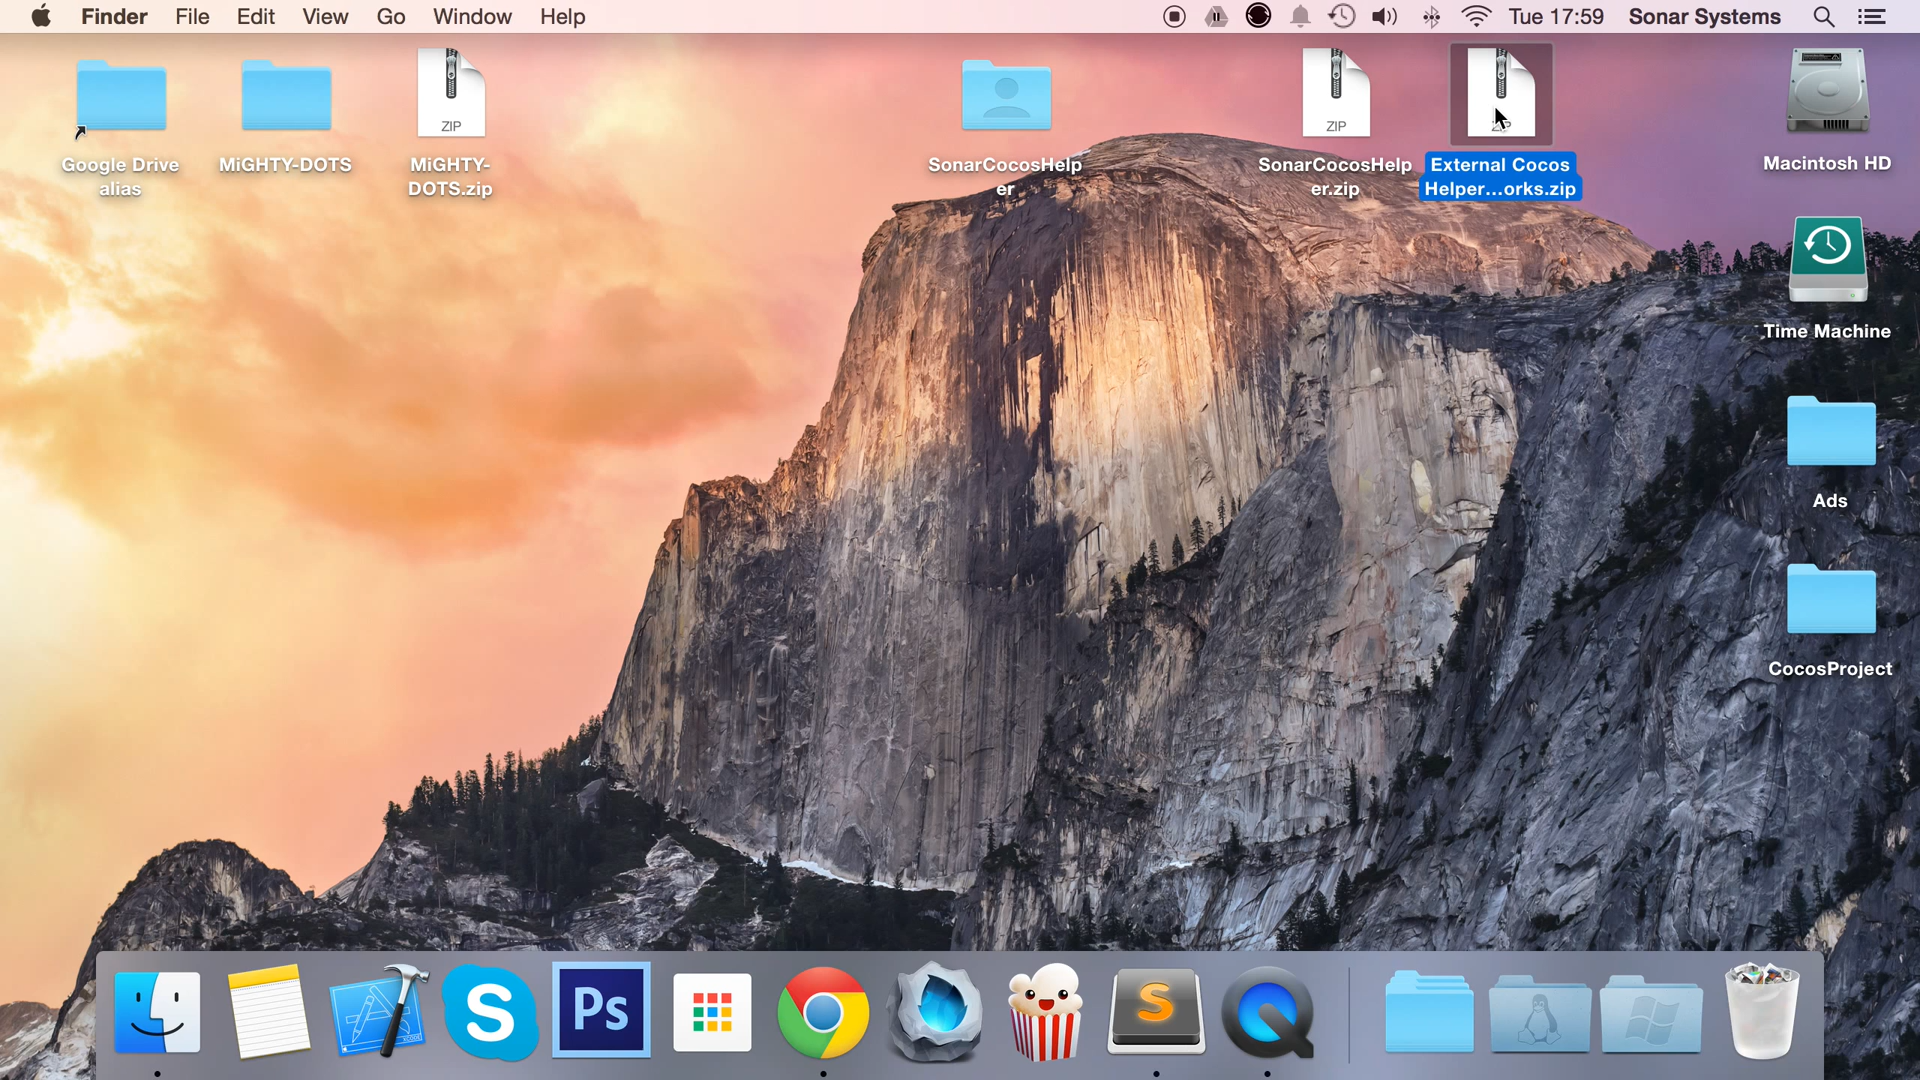 Finder File Edit View Go Window Help Tue 17:59 Sonar Systems
ZIP
ZIP
Google Drive
alias
MiGHTY-DOTS
MiGHTY-
DOTS.zip
SonarCocosHelp
er
SonarCocosHelp
er.zip
External Cocos
Helper...orks.zip
Macintosh HD
Time Machine
Ads
CocosProject
S
Ps
S